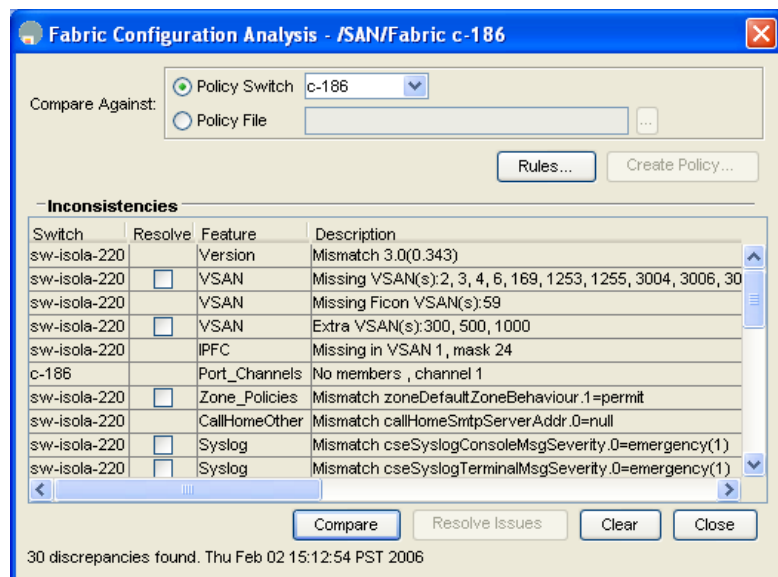 Fabric Configuration Analysis - /SAN/Fabric c-186
Compare Against:
Policy Switch c-186
Policy File
...
Rules... Create Policy...
Inconsistencies
Switch Resolve Feature Description
sw-isola-220 Version Mismatch 3.0(0.343)
sw-isola-220 VSAN Missing VSAN(s):2, 3, 4, 6, 169, 1253, 1255, 3004, 3006, 30
sw-isola-220 VSAN Missing Ficon VSAN(s):59
sw-isola-220 VSAN Extra VSAN(s):300, 500, 1000
sw-isola-220 IPFC Missing in VSAN 1, mask 24
c-186 Port_Channels No members , channel 1
sw-isola-220 Zone_Policies Mismatch zoneDefaultZoneBehaviour.1=permit
sw-isola-220 CallHomeOther Mismatch callHomeSmtpServerAddr.0=null
sw-isola-220 Syslog Mismatch cseSyslogConsoleMsgSeverity.0=emergency(1)
sw-isola-220 Syslog Mismatch cseSyslogTerminalMsgSeverity.0=emergency(1)
Compare Resolve Issues Clear Close
30 discrepancies found. Thu Feb 02 15:12:54 PST 2006